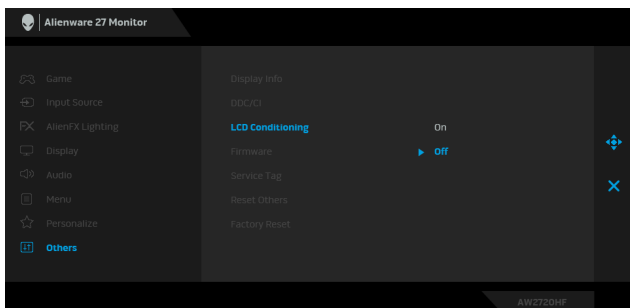 Alienware 27 Monitor
Game
Display Info
Input Source
DDC/CI
FX AlienFX Lighting
LCD Conditioning On
Display
Firmware Off
Audio
Service Tag
Menu
Reset Others
Personalize
Factory Reset
Others
AW2720HF